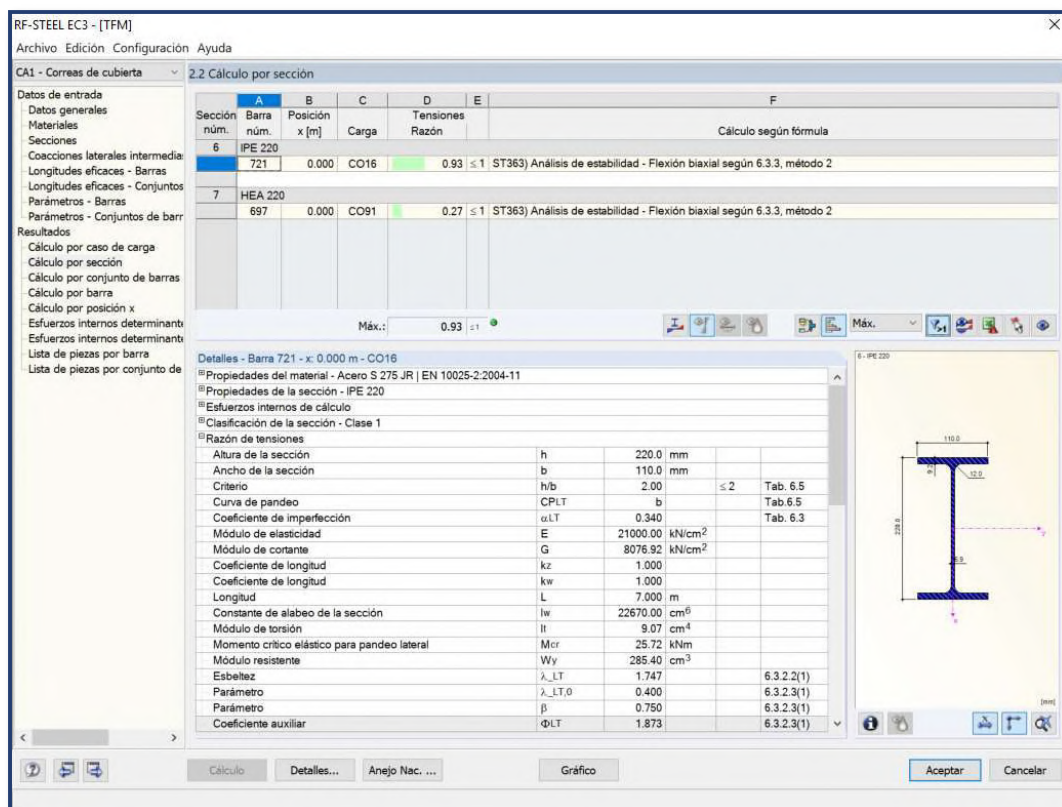 RF-STEEL EC3 - [TFM]
Archivo Edición Configuración Ayuda
CA1 - Correas de cubierta
2.2 Cálculo por sección
Datos de entrada
Datos generales
Materiales
Secciones
Coacciones laterales intermedia
Longitudes eficaces - Barras
Longitudes eficaces - Conjuntos
Parámetros - Barras
Parámetros - Conjuntos de barr
Resultados
Cálculo por caso de carga
Cálculo por sección
Cálculo por conjunto de barras
Cálculo por barra
Cálculo por posición x
Esfuerzos internos determinant
Esfuerzos internos determinant
Lista de piezas por barra
Lista de piezas por conjunto de
A B C D E F
Sección Barra Posición Tensiones
núm. núm. x [m] Carga Razón Cálculo según fórmula
6 IPE 220
721 0.000 CO16 0.93 ≤ 1 ST363) Análisis de estabilidad - Flexión biaxial según 6.3.3, método 2
7 HEA 220
697 0.000 CO91 0.27 ≤ 1 ST363) Análisis de estabilidad - Flexión biaxial según 6.3.3, método 2
Máx.: 0.93 ≤1 Máx.
Detalles - Barra 721 - x: 0.000 m - CO16
Propiedades del material - Acero S 275 JR | EN 10025-2:2004-11
Propiedades de la sección - IPE 220
Esfuerzos internos de cálculo
Clasificación de la sección - Clase 1
Razón de tensiones
Altura de la sección h 220.0 mm
Ancho de la sección b 110.0 mm
Criterio h/b 2.00 ≤ 2 Tab. 6.5
Curva de pandeo CPLT b Tab.6.5
Coeficiente de imperfección αLT 0.340 Tab. 6.3
Módulo de elasticidad E 21000.00 kN/cm2
Módulo de cortante G 8076.92 kN/cm2
Coeficiente de longitud kz 1.000
Coeficiente de longitud kw 1.000
Longitud L 7.000 m
Constante de alabeo de la sección Iw 22670.00 cm6
Módulo de torsión It 9.07 cm4
Momento crítico elástico para pandeo lateral Mcr 25.72 kNm
Módulo resistente Wy 285.40 cm3
Esbeltez λ_LT 1.747 6.3.2.2(1)
Parámetro λ_LT,0 0.400 6.3.2.3(1)
Parámetro β 0.750 6.3.2.3(1)
Coeficiente auxiliar ΦLT 1.873 6.3.2.3(1)
6 - IPE 220
110.0
9.2
12.0
220.0
5.9
y
z
[mm]
Cálculo Detalles... Anejo Nac. ... Gráfico Aceptar Cancelar